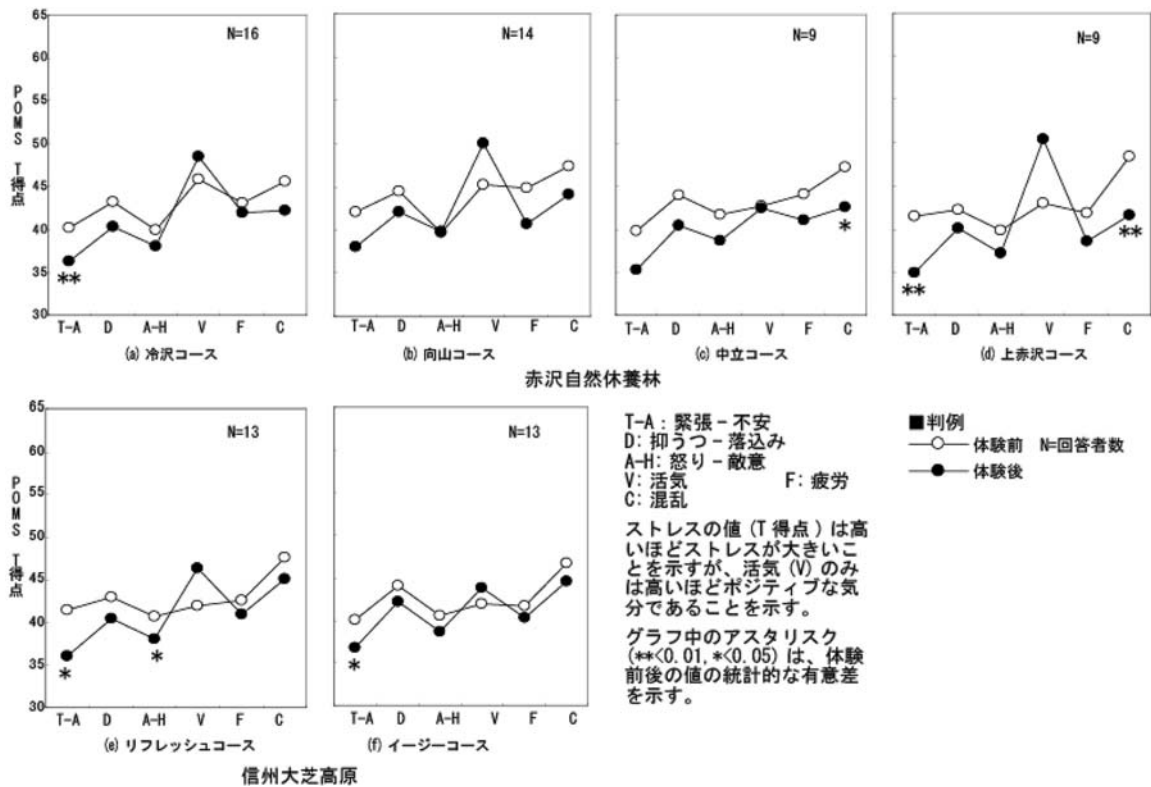 65
60
55
50
45
40
35
30
POMS T得点
N=16
**
T-A D A-H V F C
(a) 冷沢コース
N=14
T-A D A-H V F C
(b) 向山コース
N=9
*
T-A D A-H V F C
(c) 中立コース
N=9
**
**
T-A D A-H V F C
(d) 上赤沢コース
赤沢自然休養林
65
60
55
50
45
40
35
30
POMS T得点
N=13
*
*
T-A D A-H V F C
(e) リフレッシュコース
N=13
*
T-A D A-H V F C
(f) イージーコース
信州大芝高原
T-A : 緊張－不安
D: 抑うつ－落込み
A-H: 怒り－敵意
V: 活気 F: 疲労
C: 混乱
ストレスの値 (T 得点) は高
いほどストレスが大きいこ
とを示すが、活気 (V) のみ
は高いほどポジティブな気
分であることを示す。
グラフ中のアスタリスク
(**<0.01,*<0.05) は、体験
前後の値の統計的な有意差
を示す。
■判例
体験前 N=回答者数
体験後